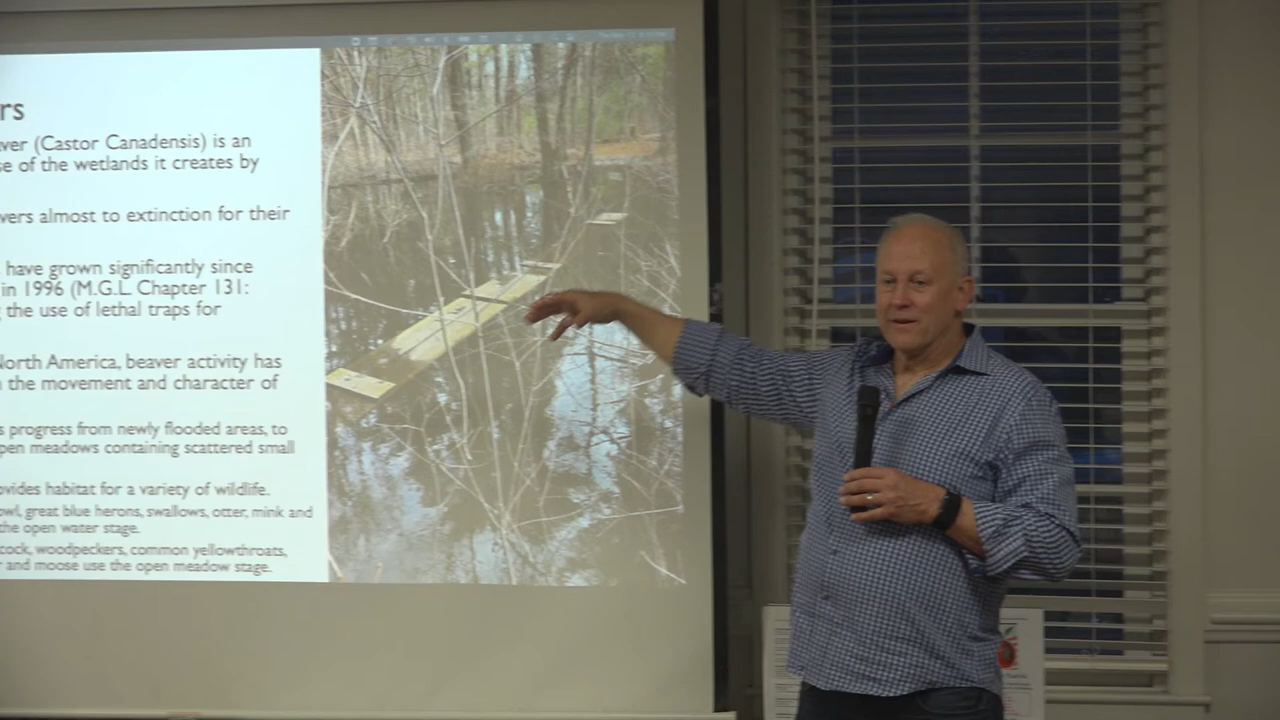 rs
ver (Castor Canadensis) is an
se of the wetlands it creates by
vers almost to extinction for their
have grown significantly since
in 1996 (M.G.L. Chapter 131:
the use of lethal traps for
North America, beaver activity has
the movement and character of
s progress from newly flooded areas, to
pen meadows containing scattered small
ovides habitat for a variety of wildlife.
owl, great blue herons, swallows, otter, mink and
the open water stage.
cock, woodpeckers, common yellowthroats,
r and moose use the open meadow stage.